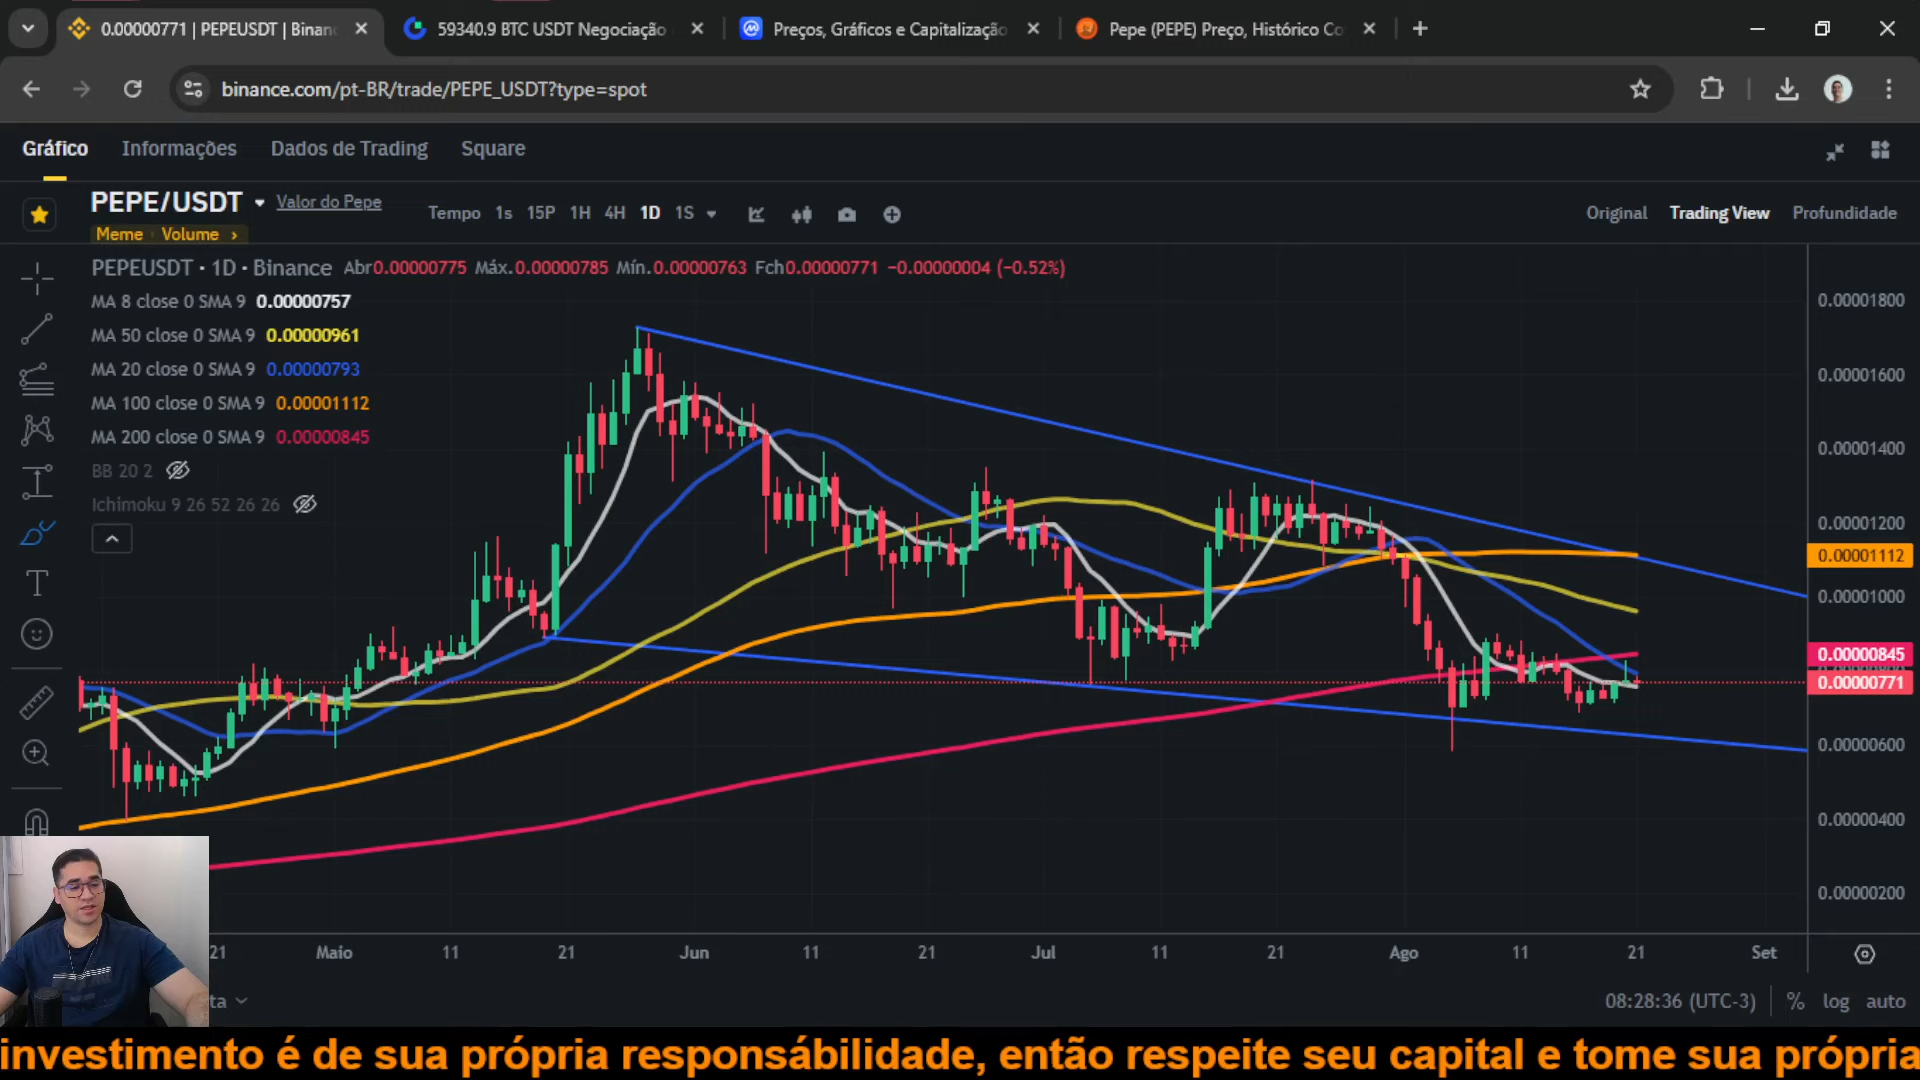 0.00000771 | PEPEUSDT | Binanc
59340.9 BTC USDT Negociação
Preços, Gráficos e Capitalização
Pepe (PEPE) Preço, Histórico Co
binance.com/pt-BR/trade/PEPE_USDT?type=spot
Gráfico Informações Dados de Trading Square
PEPE/USDT Valor do Pepe Tempo 1s 15P 1H 4H 1D 1S Original Trading View Profundidade
Meme Volume
PEPEUSDT · 1D · Binance Abr0.00000775 Máx.0.00000785 Mín.0.00000763 Fch0.00000771 −0.00000004 (−0.52%)
MA 8 close 0 SMA 9 0.00000757
MA 50 close 0 SMA 9 0.00000961
MA 20 close 0 SMA 9 0.00000793
MA 100 close 0 SMA 9 0.00001112
MA 200 close 0 SMA 9 0.00000845
BB 20 2
Ichimoku 9 26 52 26 26
0.00001800
0.00001600
0.00001400
0.00001200
0.00001112
0.00001000
0.00000845
0.00000771
0.00000600
0.00000400
0.00000200
21 Maio 11 21 Jun 11 21 Jul 11 21 Ago 11 21 Set
ta
08:28:36 (UTC-3) % log auto
investimento é de sua própria responsábilidade, então respeite seu capital e tome sua própria